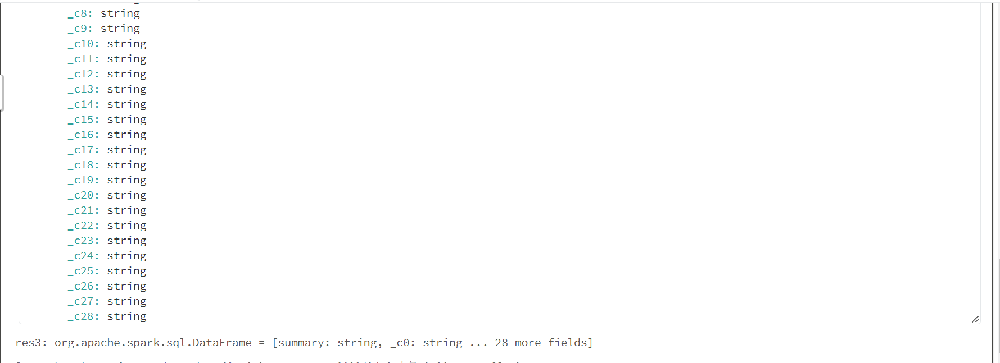 _c8: string
_c9: string
_c10: string
_c11: string
_c12: string
_c13: string
_c14: string
_c15: string
_c16: string
_c17: string
_c18: string
_c19: string
_c20: string
_c21: string
_c22: string
_c23: string
_c24: string
_c25: string
_c26: string
_c27: string
_c28: string
res3: org.apache.spark.sql.DataFrame = [summary: string, _c0: string ... 28 more fields]